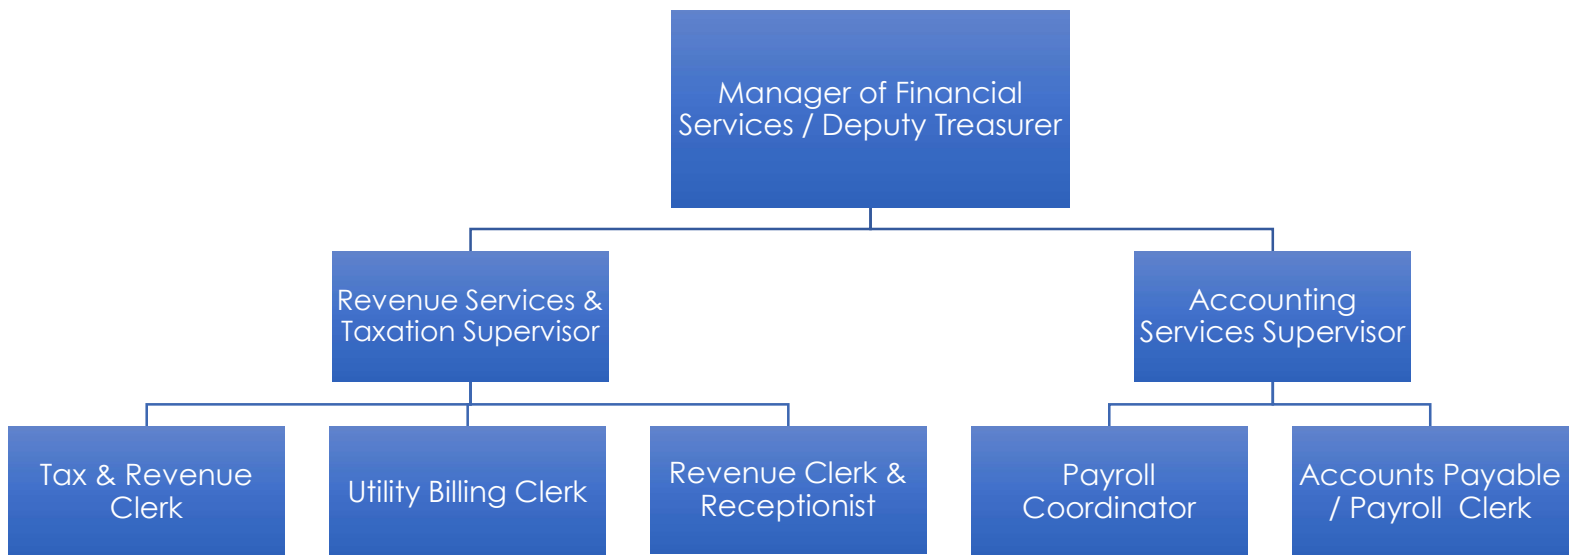 Manager of Financial
Services / Deputy Treasurer
Revenue Services &
Taxation Supervisor
Accounting
Services Supervisor
Tax & Revenue
Clerk
Utility Billing Clerk
Revenue Clerk &
Receptionist
Payroll
Coordinator
Accounts Payable
/ Payroll  Clerk